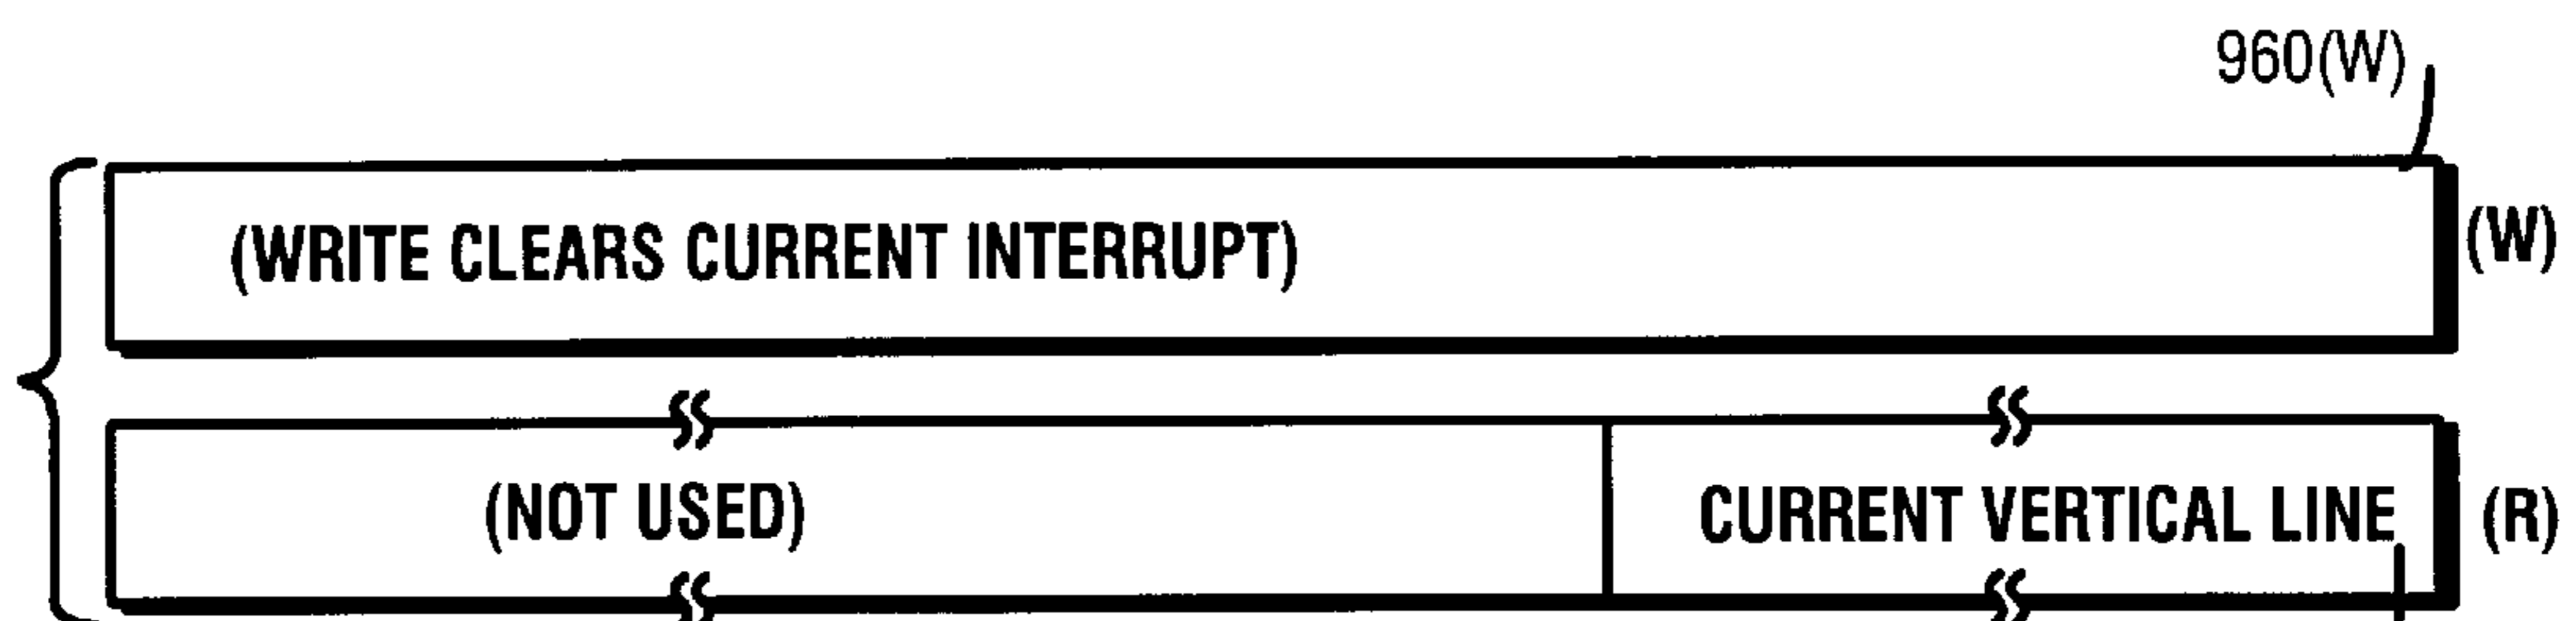 960(W)
(WRITE CLEARS CURRENT INTERRUPT) (W)
(NOT USED) CURRENT VERTICAL LINE (R)